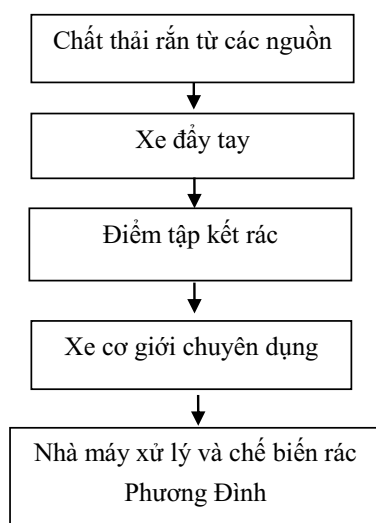 Chất thải rắn từ các nguồn
Xe đẩy tay
Điểm tập kết rác
Xe cơ giới chuyên dụng
Nhà máy xử lý và chế biến rác
Phương Đình